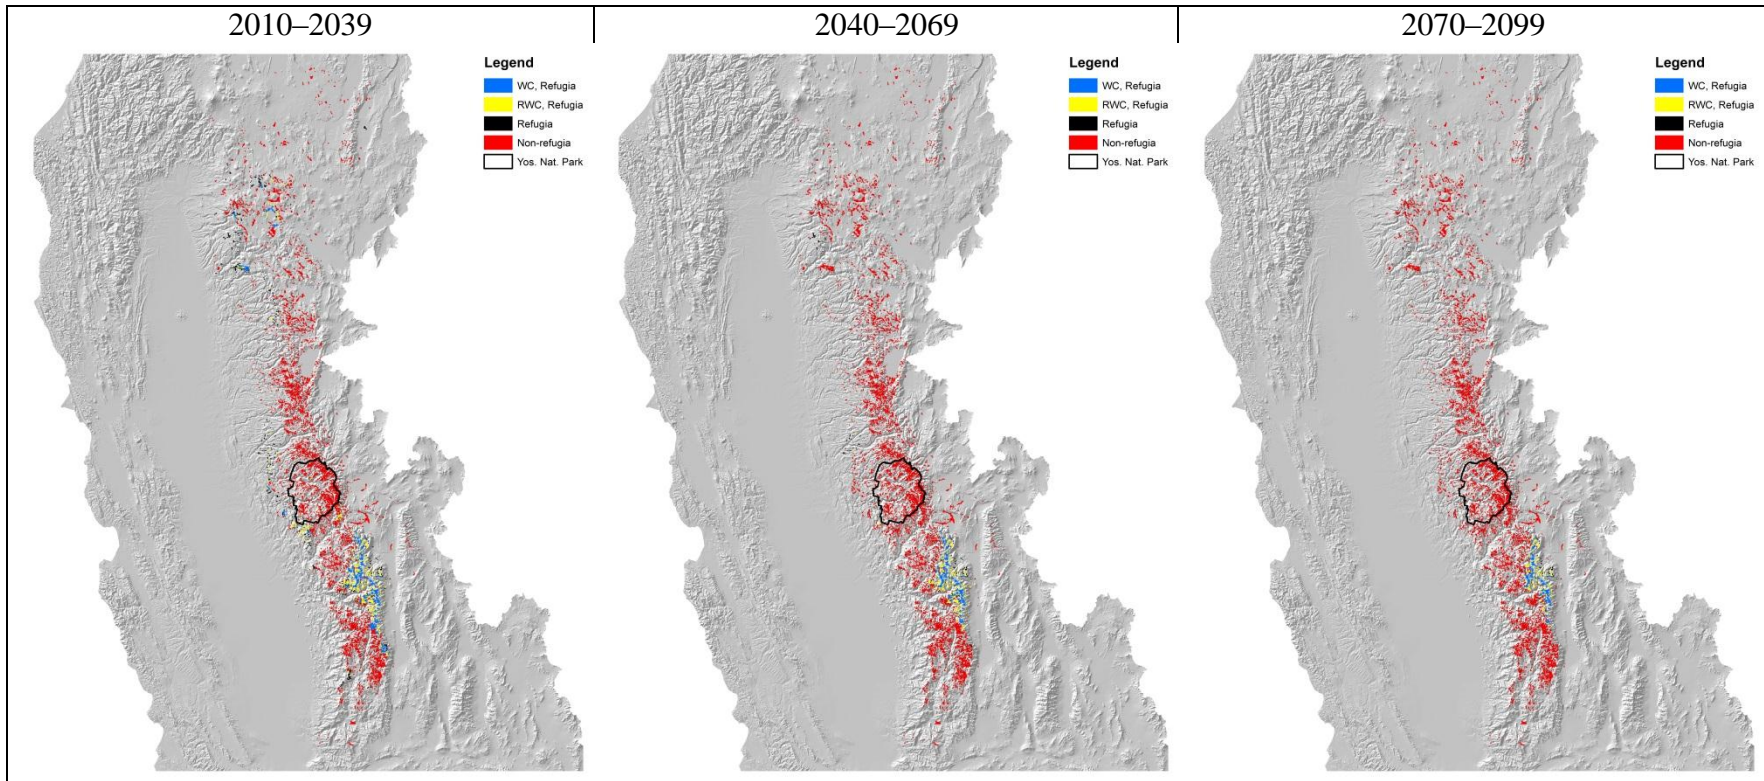 2010–2039
2040–2069
2070–2099
Legend
WC, Refugia
RWC, Refugia
Refugia
Non-refugia
Yos. Nat. Park
Legend
WC, Refugia
RWC, Refugia
Refugia
Non-refugia
Yos. Nat. Park
Legend
WC, Refugia
RWC, Refugia
Refugia
Non-refugia
Yos. Nat. Park